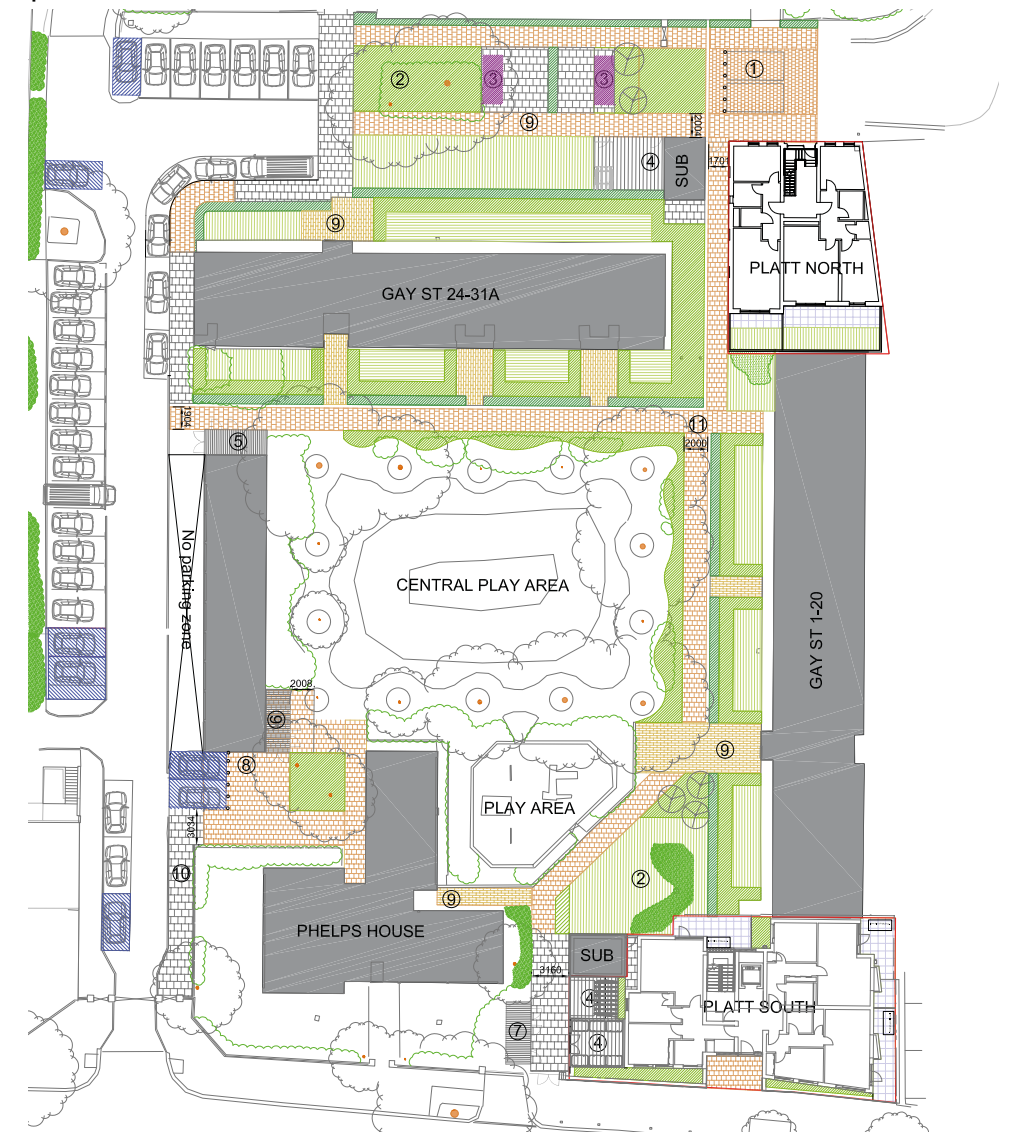 ①
②
③
③
⑨
2004
④
SUB
1701
⑨
PLATT NORTH
GAY ST 24-31A
1904
⑪
⑤
2000
No parking zone
CENTRAL PLAY AREA
GAY ST 1-20
2008
⑥
⑨
⑧
PLAY AREA
3034
⑩
②
⑨
PHELPS HOUSE
SUB
3160
④
PLATT SOUTH
⑦
④